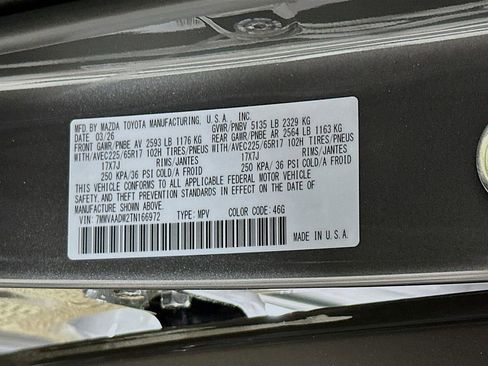 MFD.BY MAZDA TOYOTA MANUFACTURING, U.S.A., INC.
DATE 03/26 GVWR/PNBV 5135 LB 2329 KG
FRONT GAWR/PNBE AV 2593 LB 1176 KG REAR GAWR/PNBE AR 2564 LB 1163 KG
WITH/AVEC225/65R17 102H TIRES/PNEUS WITH/AVEC225/65R17 102H TIRES/PNEUS
17X7J RIMS/JANTES 17X7J RIMS/JANTES
250 KPA/36 PSI COLD/A FROID 250 KPA/36 PSI COLD/A FROID
THIS VEHICLE CONFORMS TO ALL APPLICABLE FEDERAL MOTOR VEHICLE
SAFETY, AND THEFT PREVENTION STANDARDS IN EFFECT ON THE DATE OF
MANUFACTURE SHOWN ABOVE.
VIN: 7MMVAADW2TN166972 TYPE: MPV COLOR CODE: 46G
MADE IN U.S.A.